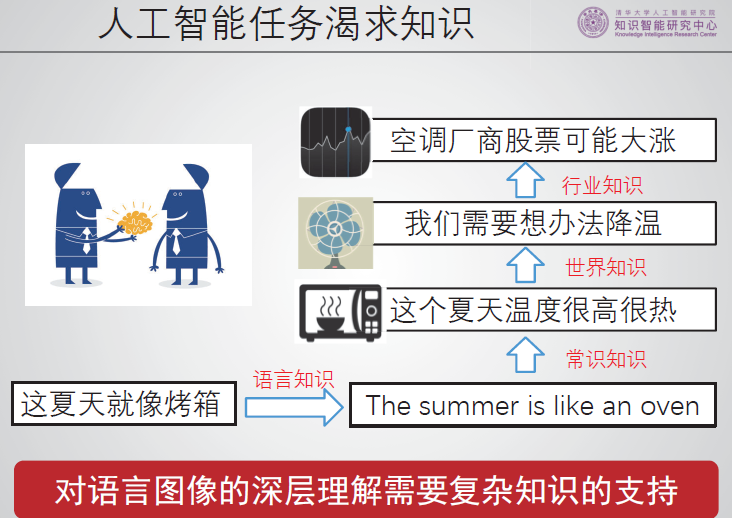 人工智能任务渴求知识
清华大学人工智能研究院
知识智能研究中心
Knowledge Intelligence Research Center
空调厂商股票可能大涨
行业知识
我们需要想办法降温
世界知识
这个夏天温度很高很热
常识知识
语言知识
这夏天就像烤箱
The summer is like an oven
对语言图像的深层理解需要复杂知识的支持